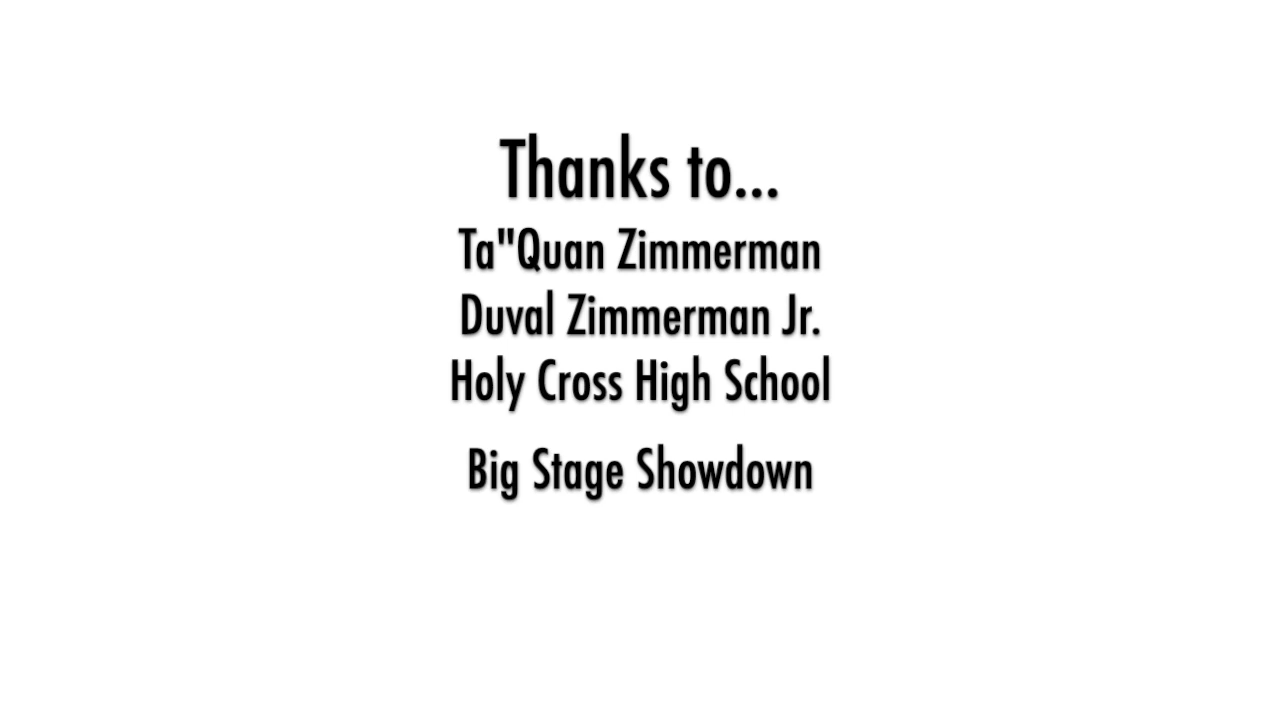 Thanks to...
Ta"Quan Zimmerman
Duval Zimmerman Jr.
Holy Cross High School
Big Stage Showdown